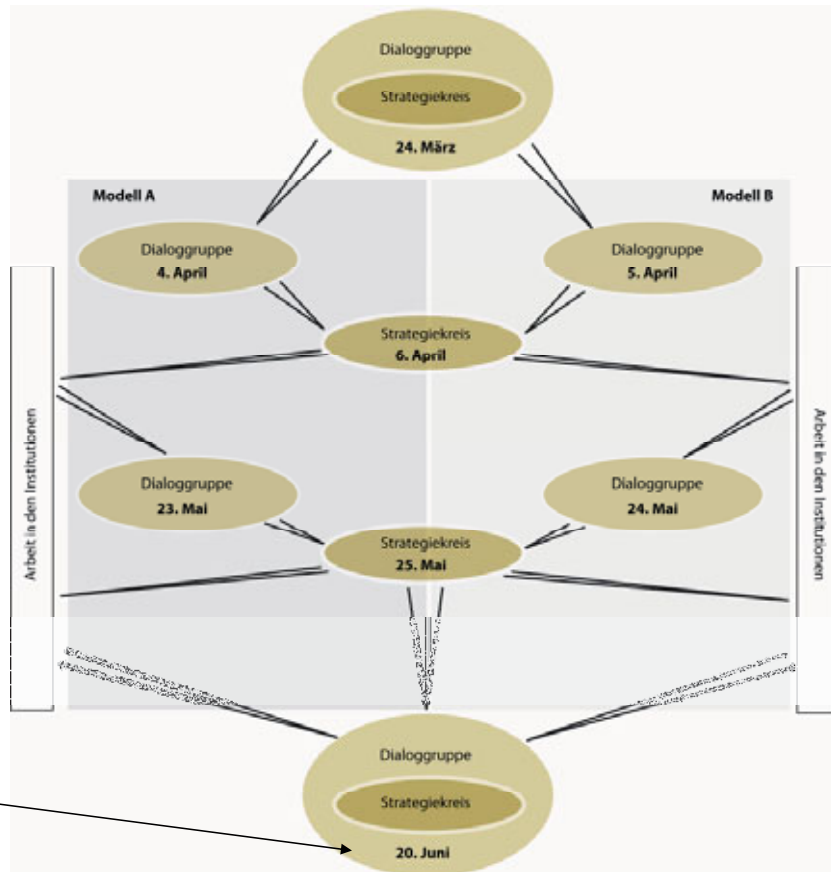 Dialoggruppe
Strategiekreis
24. März
Modell A
Modell B
Dialoggruppe
4. April
Dialoggruppe
5. April
Strategiekreis
6. April
Arbeit in den Institutionen
Arbeit in den Institutionen
Dialoggruppe
23. Mai
Dialoggruppe
24. Mai
Strategiekreis
25. Mai
Dialoggruppe
Strategiekreis
20. Juni